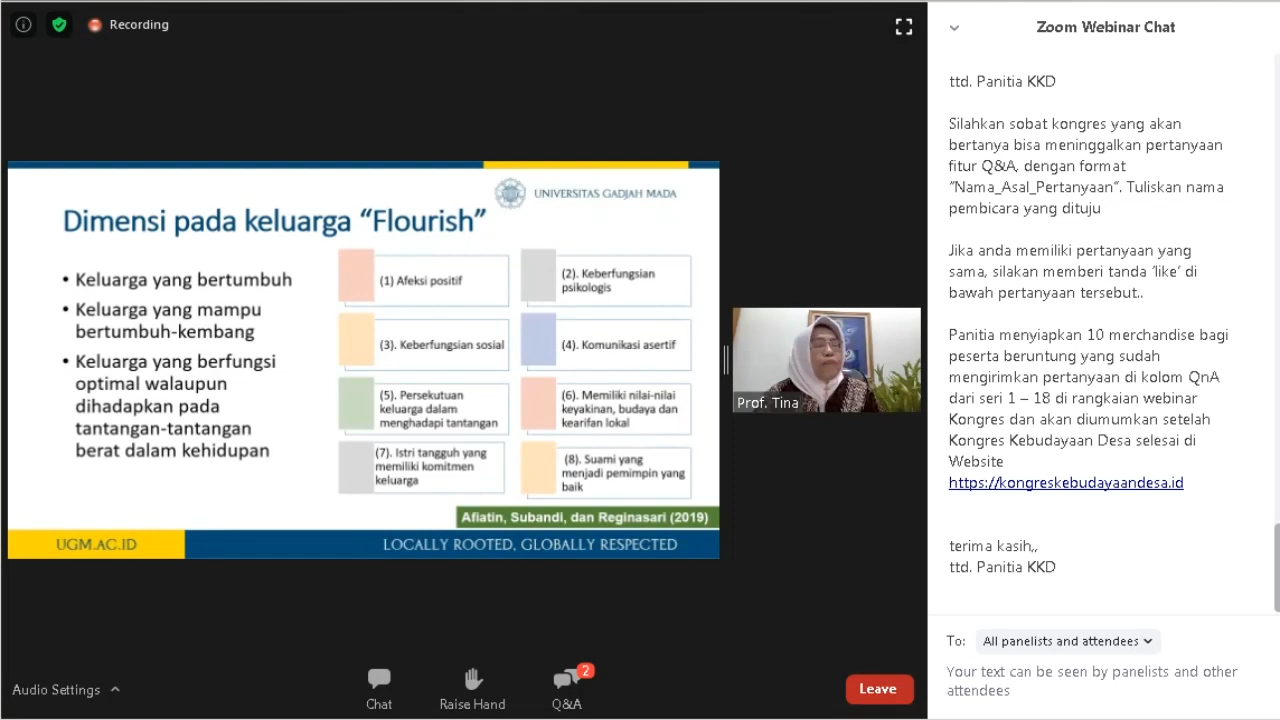 Recording
UNIVERSITAS GADJAH MADA
Dimensi pada keluarga “Flourish”
• Keluarga yang bertumbuh
• Keluarga yang mampu
bertumbuh-kembang
• Keluarga yang berfungsi
optimal walaupun
dihadapkan pada
tantangan-tantangan
berat dalam kehidupan
(1) Afeksi positif
(2). Keberfungsian
psikologis
(3). Keberfungsian sosial
(4). Komunikasi asertif
(5). Persekutuan
keluarga dalam
menghadapi tantangan
(6). Memiliki nilai-nilai
keyakinan, budaya dan
kearifan lokal
(7). Istri tangguh yang
memiliki komitmen
keluarga
(8). Suami yang
menjadi pemimpin yang
baik
Afiatin, Subandi, dan Reginasari (2019)
UGM.AC.ID
LOCALLY ROOTED, GLOBALLY RESPECTED
Prof. Tina
Audio Settings
Chat
Raise Hand
2
Q&A
Leave
Zoom Webinar Chat
ttd. Panitia KKD
Silahkan sobat kongres yang akan
bertanya bisa meninggalkan pertanyaan
fitur Q&A, dengan format
“Nama_Asal_Pertanyaan”. Tuliskan nama
pembicara yang dituju
Jika anda memiliki pertanyaan yang
sama, silakan memberi tanda ‘like’ di
bawah pertanyaan tersebut..
Panitia menyiapkan 10 merchandise bagi
peserta beruntung yang sudah
mengirimkan pertanyaan di kolom QnA
dari seri 1 – 18 di rangkaian webinar
Kongres dan akan diumumkan setelah
Kongres Kebudayaan Desa selesai di
Website
https://kongreskebudayaandesa.id
terima kasih,,
ttd. Panitia KKD
To: All panelists and attendees
Your text can be seen by panelists and other
attendees